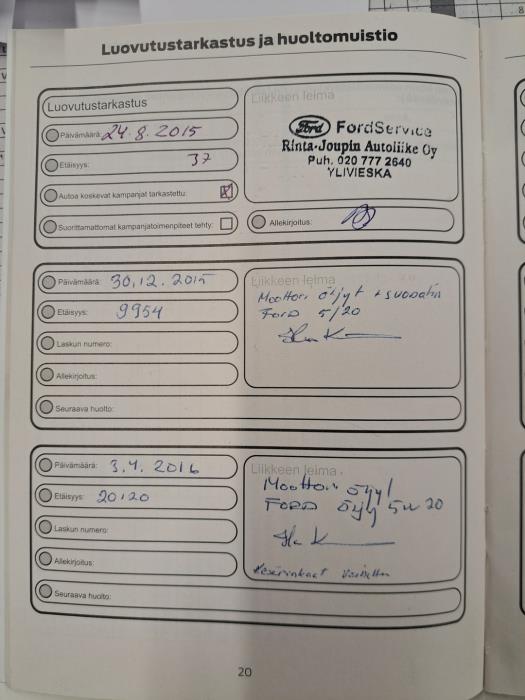 Luovutustarkastus ja huoltomuistio
Luovutustarkastus
Päivämäärä: 24.8.2015
Etäisyys: 37
Autoa koskevat kampanjat tarkastettu:
Suorittamattomat kampanjatoimenpiteet tehty:
Liikkeen leima
Ford FordService
Rinta-Joupin Autoliike Oy
Puh. 020 777 2640
YLIVIESKA
Allekirjoitus:
Päivämäärä: 30.12.2015
Etäisyys: 9954
Laskun numero:
Allekirjoitus:
Seuraava huolto:
Liikkeen leima
Moottori öljyt + suodatin
Ford 5/20
Päivämäärä: 3.4.2016
Etäisyys: 20120
Laskun numero:
Allekirjoitus:
Seuraava huolto:
Liikkeen leima
Moottori öljyt
FORD öljy 5w20
Kesärenkaat
20